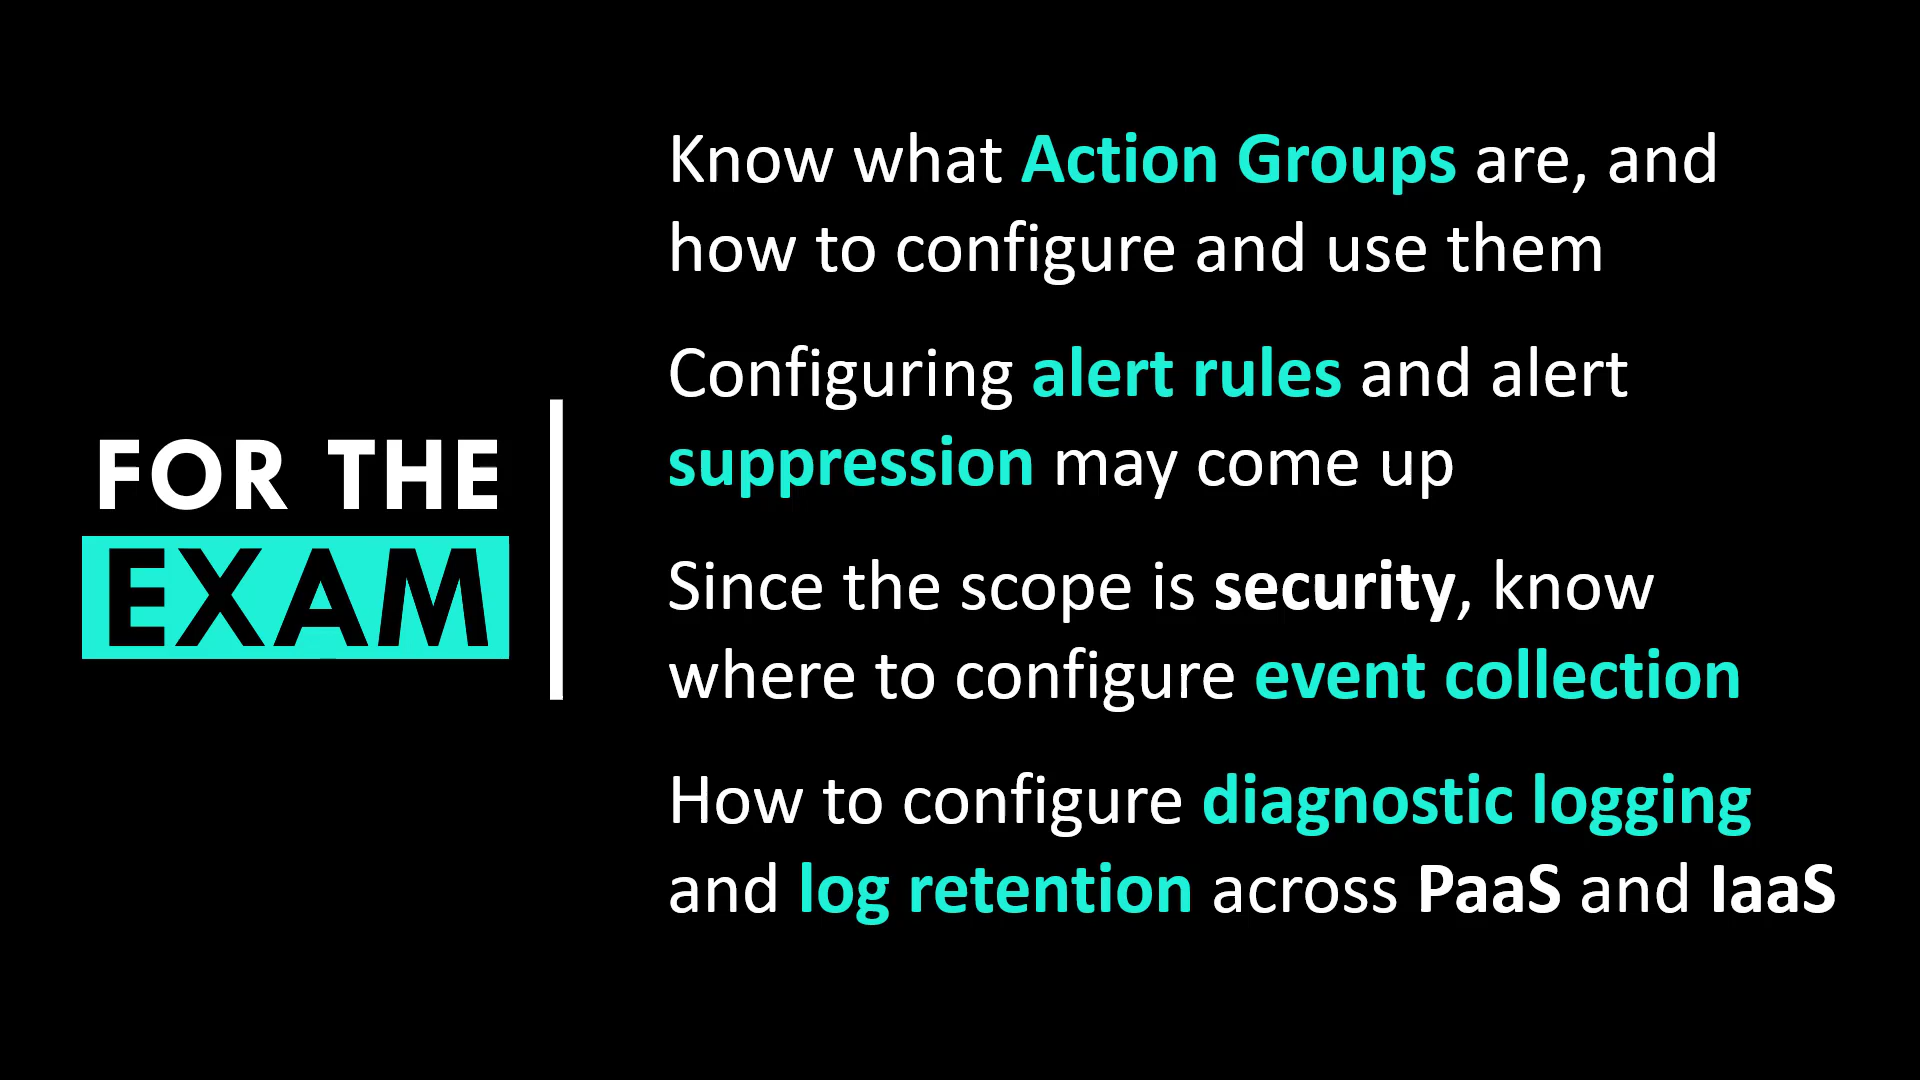 FOR THE
EXAM
Know what Action Groups are, and
how to configure and use them
Configuring alert rules and alert
suppression may come up
Since the scope is security, know
where to configure event collection
How to configure diagnostic logging
and log retention across PaaS and IaaS